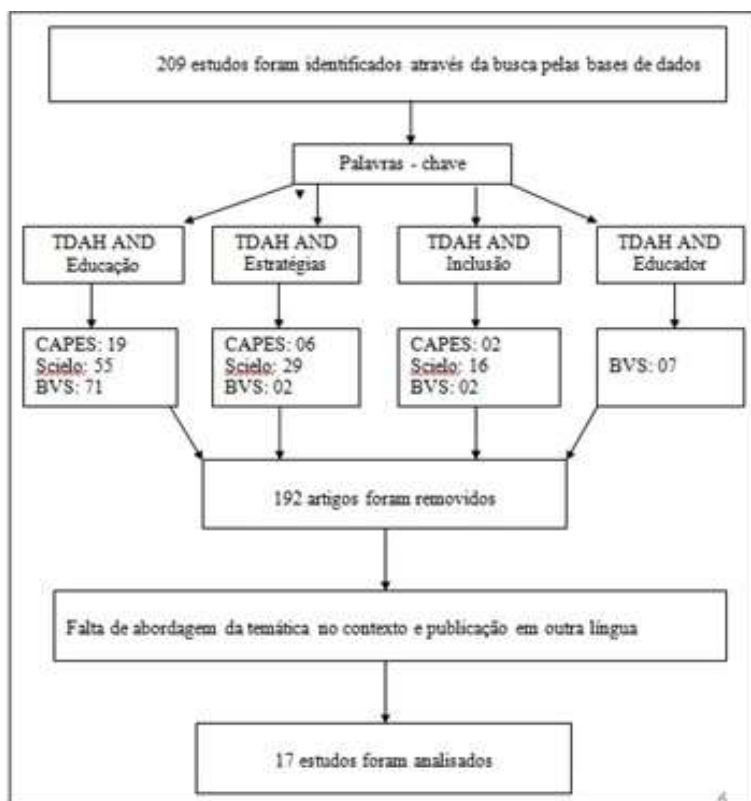 209 estudos foram identificados através da busca pelas bases de dados
Palavras - chave
TDAH AND
Educação
TDAH AND
Estratégias
TDAH AND
Inclusão
TDAH AND
Educador
CAPES: 19
Scielo: 55
BVS: 71
CAPES: 06
Scielo: 29
BVS: 02
CAPES: 02
Scielo: 16
BVS: 02
BVS: 07
192 artigos foram removidos
Falta de abordagem da temática no contexto e publicação em outra língua
17 estudos foram analisados